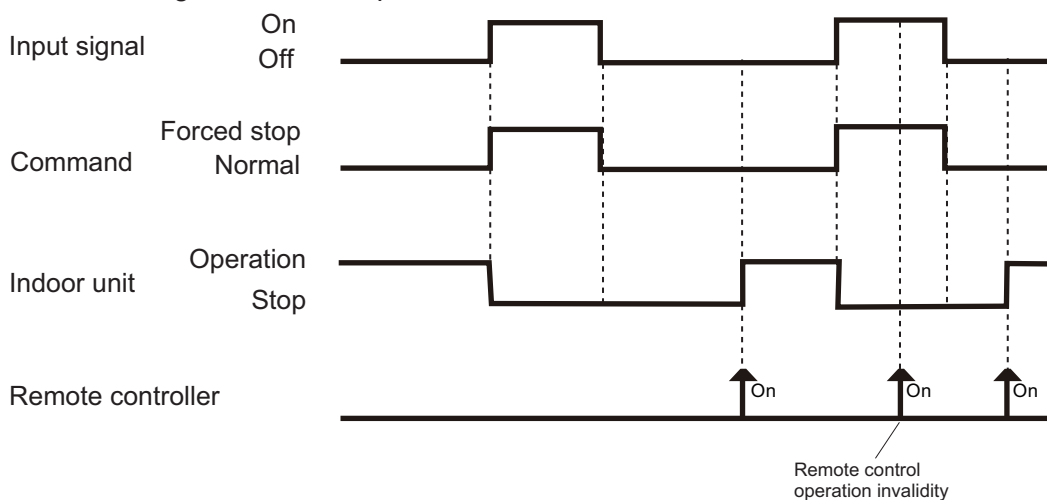 On
Input signal
Off
Forced stop
Command
Normal
Operation
Indoor unit
Stop
On On On
Remote controller
Remote control
operation invalidity